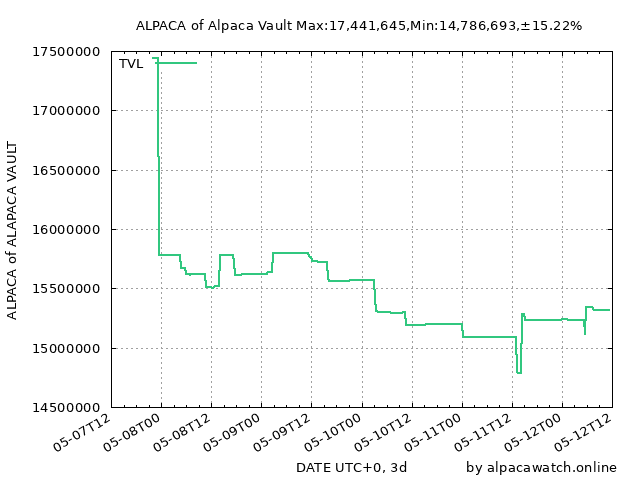 ALPACA of Alpaca Vault Max:17,441,645,Min:14,786,693,±15.22%
17500000
TVL
17000000
16500000
16000000
15500000
15000000
14500000
ALPACA of ALAPACA VAULT
05-07T12
05-08T00
05-08T12
05-09T00
05-09T12
05-10T00
05-10T12
05-11T00
05-11T12
05-12T00
05-12T12
DATE UTC+0, 3d
by alpacawatch.online